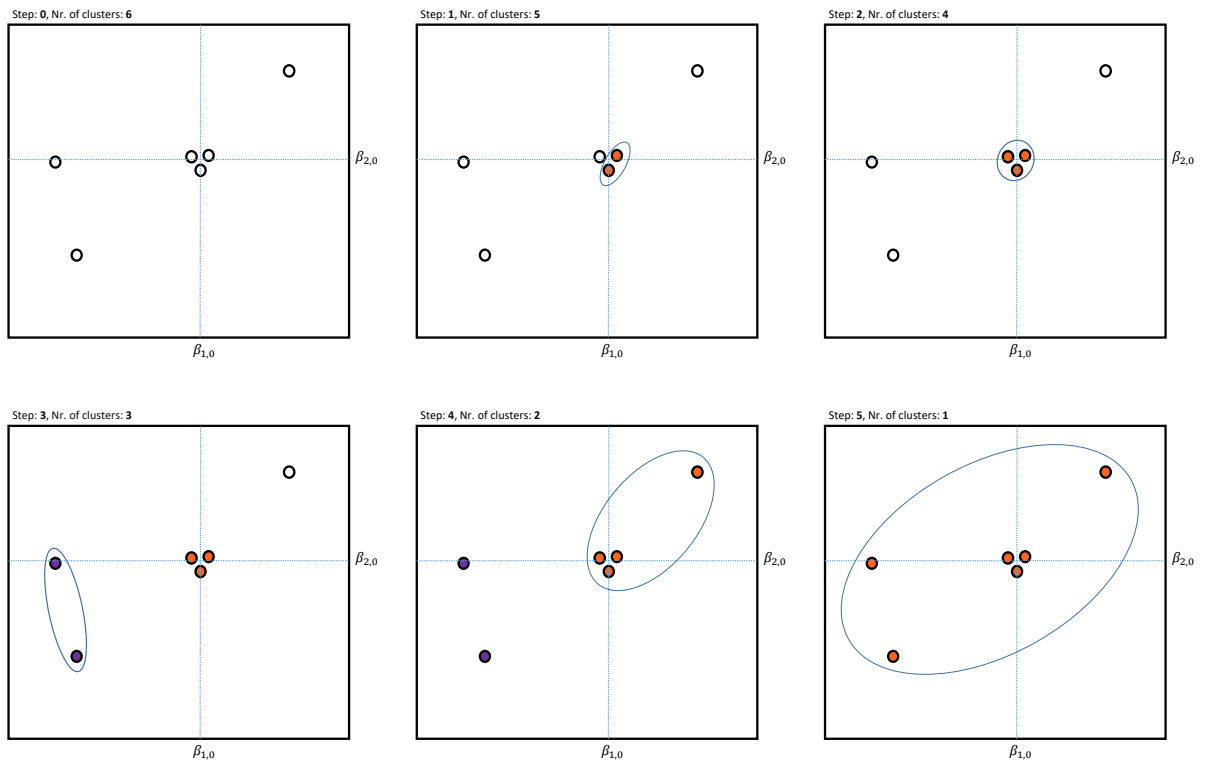 Step: 0, Nr. of clusters: 6
Step: 1, Nr. of clusters: 5
Step: 2, Nr. of clusters: 4
β2,0
β2,0
β2,0
β1,0
β1,0
β1,0
Step: 3, Nr. of clusters: 3
Step: 4, Nr. of clusters: 2
Step: 5, Nr. of clusters: 1
β2,0
β2,0
β2,0
β1,0
β1,0
β1,0